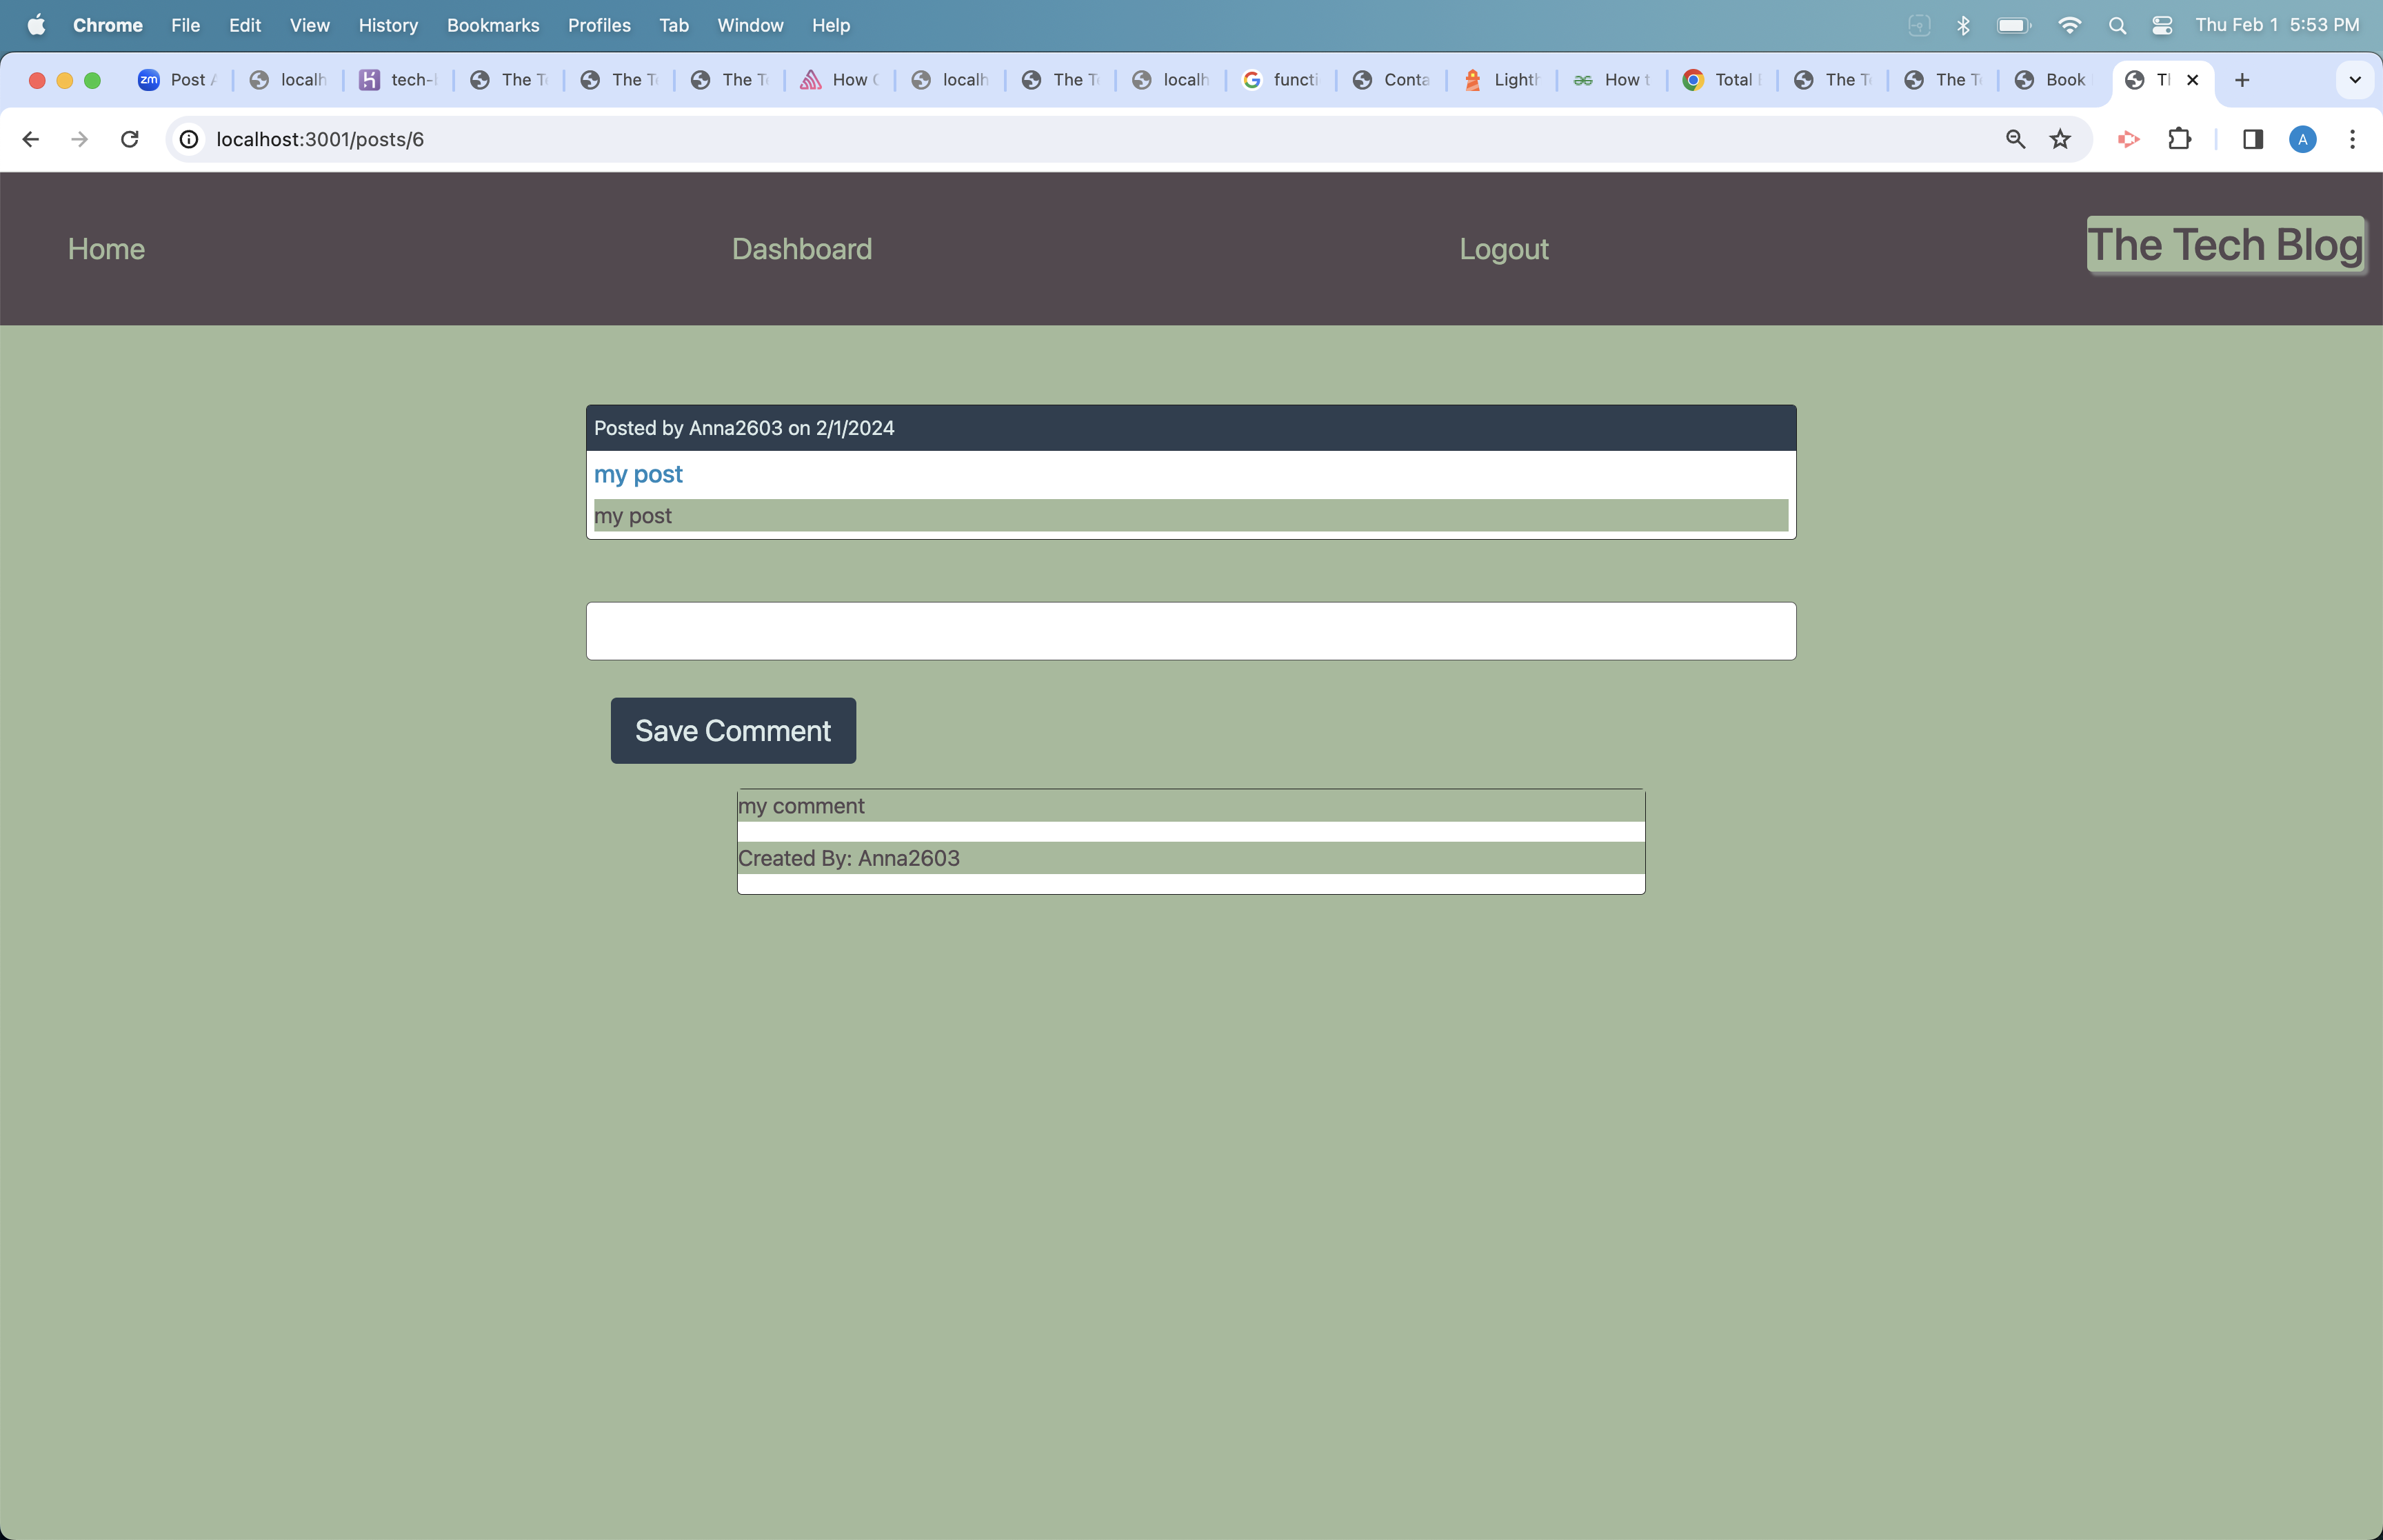 Chrome File Edit View History Bookmarks Profiles Tab Window Help Thu Feb 1 5:53 PM
zm Post localh tech- The The The How localh The localh functi Conta Light How t Total The The Book
localhost:3001/posts/6 A
Home Dashboard Logout The Tech Blog
Posted by Anna2603 on 2/1/2024
my post
my post
Save Comment
my comment
Created By: Anna2603